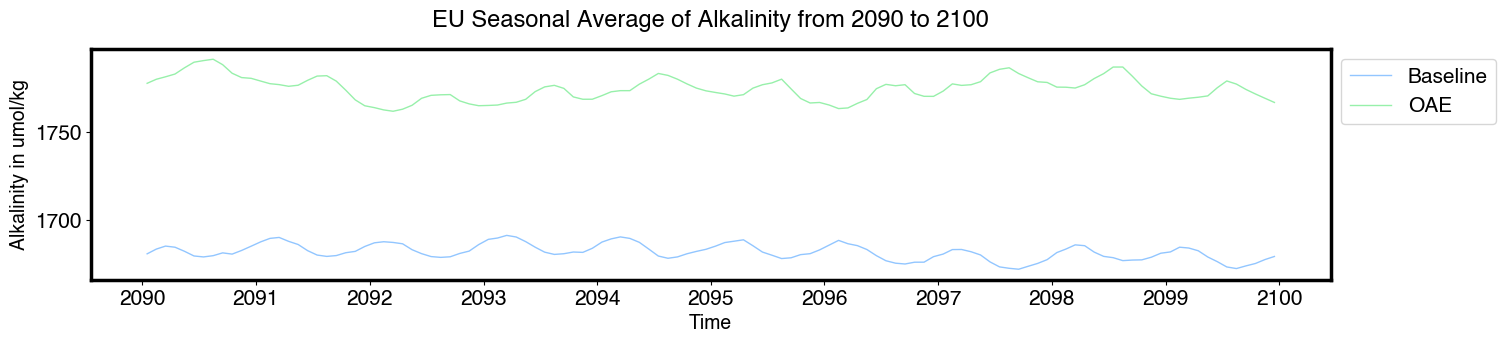 EU Seasonal Average of Alkalinity from 2090 to 2100
Alkalinity in umol/kg
1750
1700
Baseline
OAE
2090 2091 2092 2093 2094 2095 2096 2097 2098 2099 2100
Time